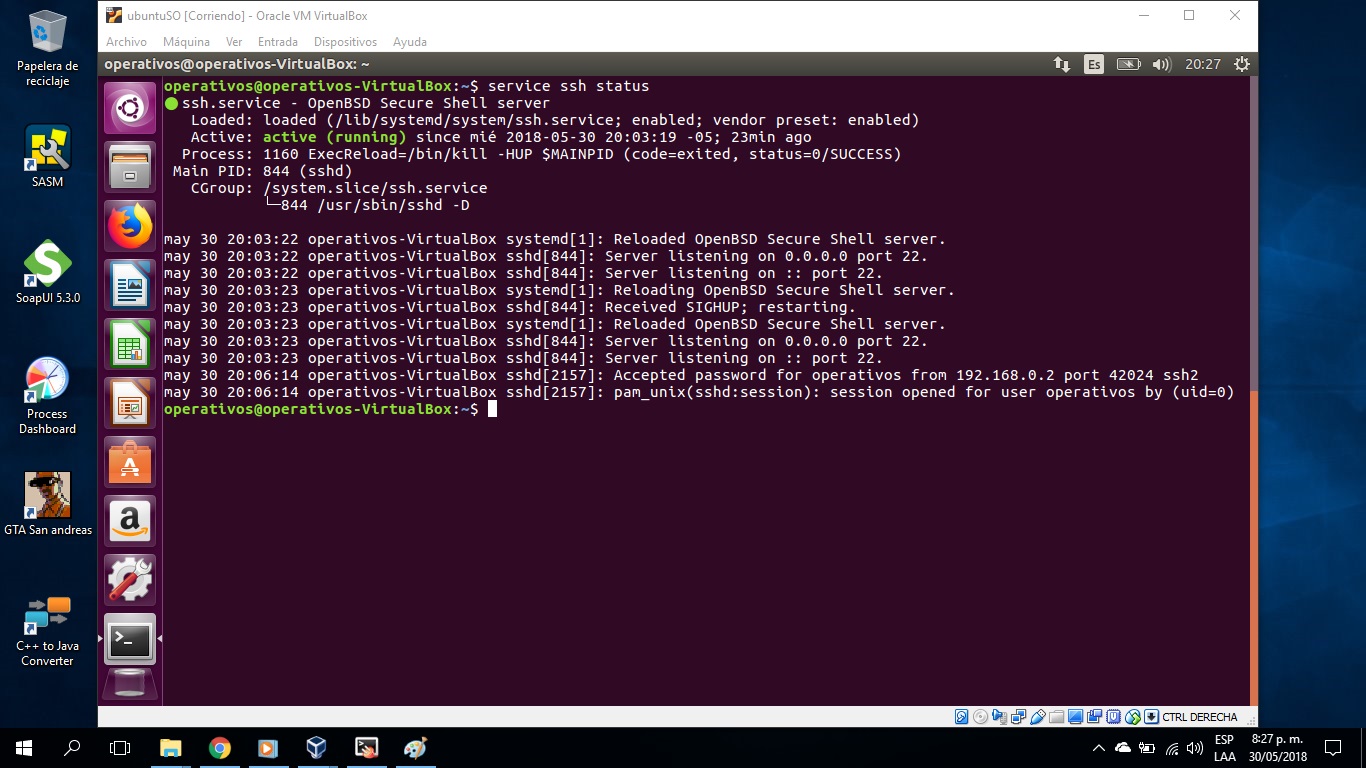 ubuntuSO [Corriendo] - Oracle VM VirtualBox
Archivo Máquina Ver Entrada Dispositivos Ayuda
operativos@operativos-VirtualBox: ~
Es
20:27
operativos@operativos-VirtualBox:~$ service ssh status
● ssh.service - OpenBSD Secure Shell server
Loaded: loaded (/lib/systemd/system/ssh.service; enabled; vendor preset: enabled)
Active: active (running) since mié 2018-05-30 20:03:19 -05; 23min ago
Process: 1160 ExecReload=/bin/kill -HUP $MAINPID (code=exited, status=0/SUCCESS)
Main PID: 844 (sshd)
CGroup: /system.slice/ssh.service
└─844 /usr/sbin/sshd -D
may 30 20:03:22 operativos-VirtualBox systemd[1]: Reloaded OpenBSD Secure Shell server.
may 30 20:03:22 operativos-VirtualBox sshd[844]: Server listening on 0.0.0.0 port 22.
may 30 20:03:22 operativos-VirtualBox sshd[844]: Server listening on :: port 22.
may 30 20:03:23 operativos-VirtualBox systemd[1]: Reloading OpenBSD Secure Shell server.
may 30 20:03:23 operativos-VirtualBox sshd[844]: Received SIGHUP; restarting.
may 30 20:03:23 operativos-VirtualBox systemd[1]: Reloaded OpenBSD Secure Shell server.
may 30 20:03:23 operativos-VirtualBox sshd[844]: Server listening on 0.0.0.0 port 22.
may 30 20:03:23 operativos-VirtualBox sshd[844]: Server listening on :: port 22.
may 30 20:06:14 operativos-VirtualBox sshd[2157]: Accepted password for operativos from 192.168.0.2 port 42024 ssh2
may 30 20:06:14 operativos-VirtualBox sshd[2157]: pam_unix(sshd:session): session opened for user operativos by (uid=0)
operativos@operativos-VirtualBox:~$
Papelera de
reciclaje
SASM
SoapUI 5.3.0
Process
Dashboard
GTA San andreas
C++ to Java
Converter
CTRL DERECHA
ESP
LAA
8:27 p. m.
30/05/2018